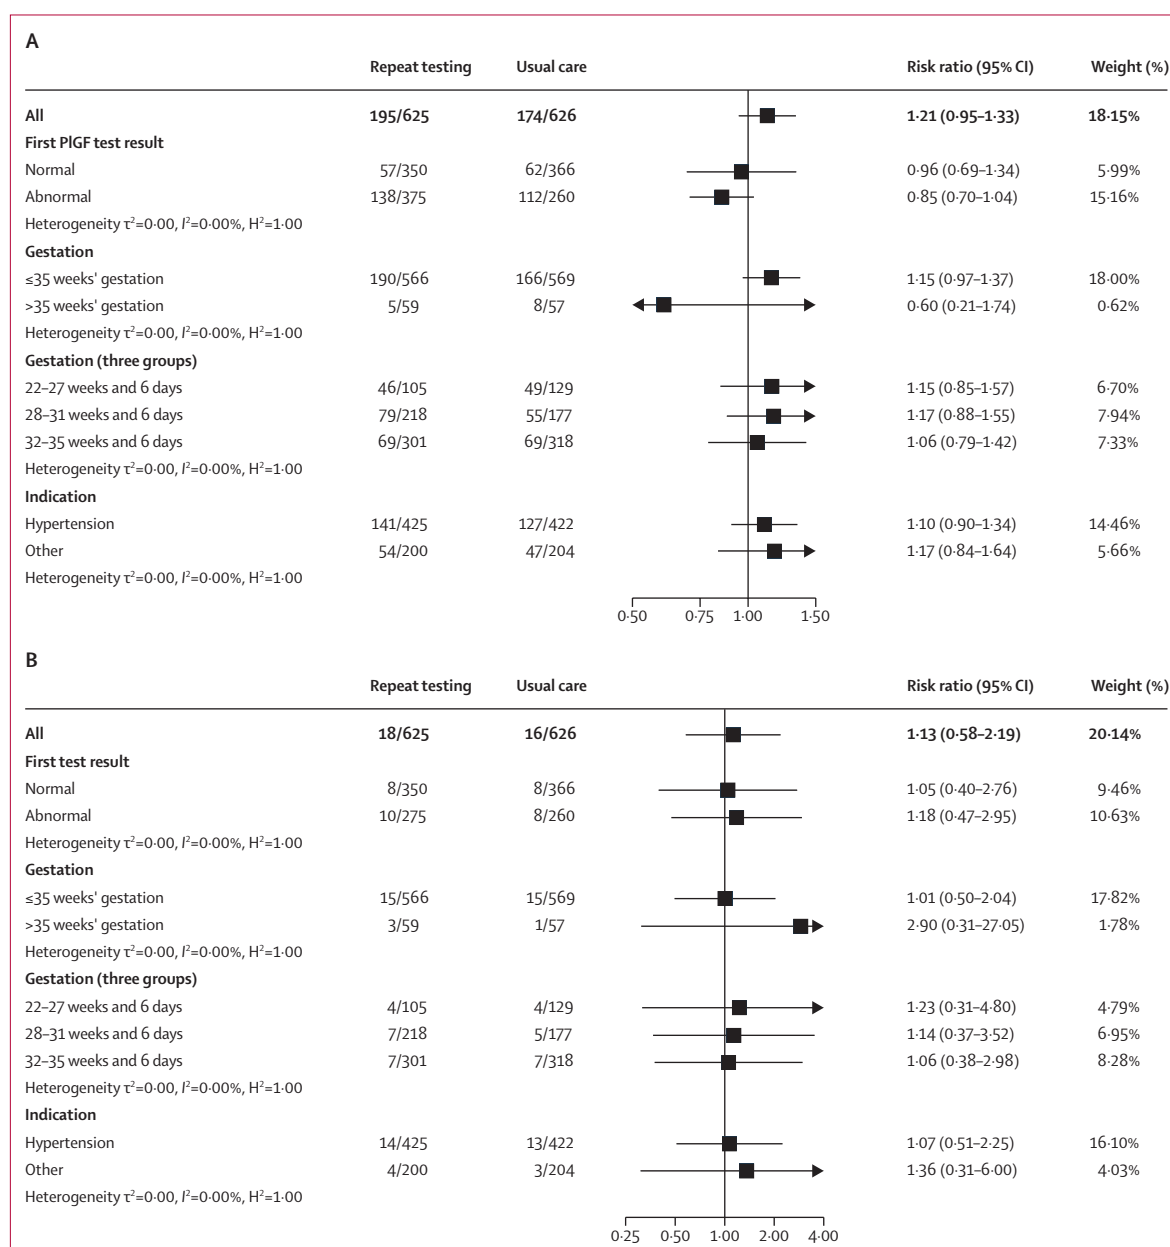 A
Repeat testing Usual care Risk ratio (95% CI) Weight (%)
All 195/625 174/626 1·21 (0·95–1·33) 18·15%
First PlGF test result
Normal 57/350 62/366 0·96 (0·69–1·34) 5·99%
Abnormal 138/375 112/260 0·85 (0·70–1·04) 15·16%
Heterogeneity τ²=0·00, I²=0·00%, H²=1·00
Gestation
≤35 weeks' gestation 190/566 166/569 1·15 (0·97–1·37) 18·00%
>35 weeks' gestation 5/59 8/57 0·60 (0·21–1·74) 0·62%
Heterogeneity τ²=0·00, I²=0·00%, H²=1·00
Gestation (three groups)
22–27 weeks and 6 days 46/105 49/129 1·15 (0·85–1·57) 6·70%
28–31 weeks and 6 days 79/218 55/177 1·17 (0·88–1·55) 7·94%
32–35 weeks and 6 days 69/301 69/318 1·06 (0·79–1·42) 7·33%
Heterogeneity τ²=0·00, I²=0·00%, H²=1·00
Indication
Hypertension 141/425 127/422 1·10 (0·90–1·34) 14·46%
Other 54/200 47/204 1·17 (0·84–1·64) 5·66%
Heterogeneity τ²=0·00, I²=0·00%, H²=1·00
0·50 0·75 1·00 1·50
B
Repeat testing Usual care Risk ratio (95% CI) Weight (%)
All 18/625 16/626 1·13 (0·58–2·19) 20·14%
First test result
Normal 8/350 8/366 1·05 (0·40–2·76) 9·46%
Abnormal 10/275 8/260 1·18 (0·47–2·95) 10·63%
Heterogeneity τ²=0·00, I²=0·00%, H²=1·00
Gestation
≤35 weeks' gestation 15/566 15/569 1·01 (0·50–2·04) 17·82%
>35 weeks' gestation 3/59 1/57 2·90 (0·31–27·05) 1·78%
Heterogeneity τ²=0·00, I²=0·00%, H²=1·00
Gestation (three groups)
22–27 weeks and 6 days 4/105 4/129 1·23 (0·31–4·80) 4·79%
28–31 weeks and 6 days 7/218 5/177 1·14 (0·37–3·52) 6·95%
32–35 weeks and 6 days 7/301 7/318 1·06 (0·38–2·98) 8·28%
Heterogeneity τ²=0·00, I²=0·00%, H²=1·00
Indication
Hypertension 14/425 13/422 1·07 (0·51–2·25) 16·10%
Other 4/200 3/204 1·36 (0·31–6·00) 4·03%
Heterogeneity τ²=0·00, I²=0·00%, H²=1·00
0·25 0·50 1·00 2·00 4·00